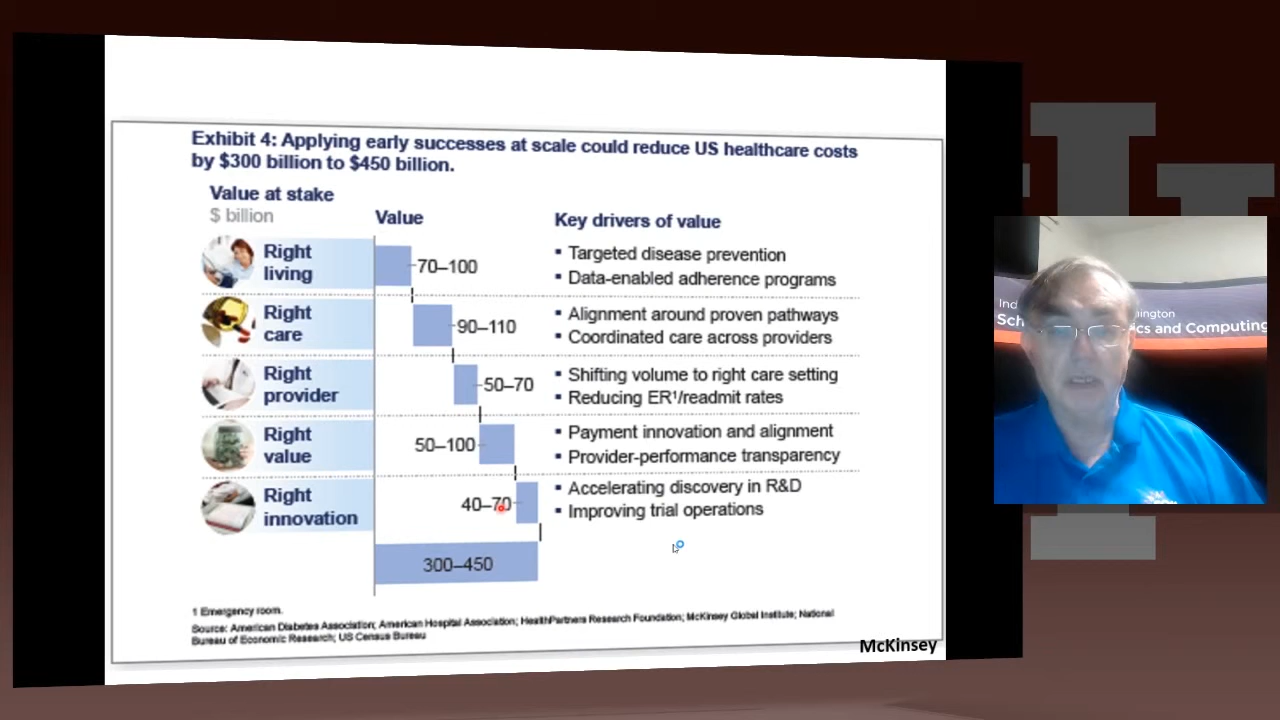 Exhibit 4: Applying early successes at scale could reduce US healthcare costs
by $300 billion to $450 billion.
Value at stake
$ billion
Value
Key drivers of value
Right
living
70–100
▪ Targeted disease prevention
▪ Data-enabled adherence programs
Right
care
90–110
▪ Alignment around proven pathways
▪ Coordinated care across providers
Right
provider
50–70
▪ Shifting volume to right care setting
▪ Reducing ER¹/readmit rates
Right
value
50–100
▪ Payment innovation and alignment
▪ Provider-performance transparency
Right
innovation
40–70
▪ Accelerating discovery in R&D
▪ Improving trial operations
300–450
1 Emergency room.
Source: American Diabetes Association; American Hospital Association; HealthPartners Research Foundation; McKinsey Global Institute; National
Bureau of Economic Research; US Census Bureau
McKinsey
Ind ington
Sch ics and Computing